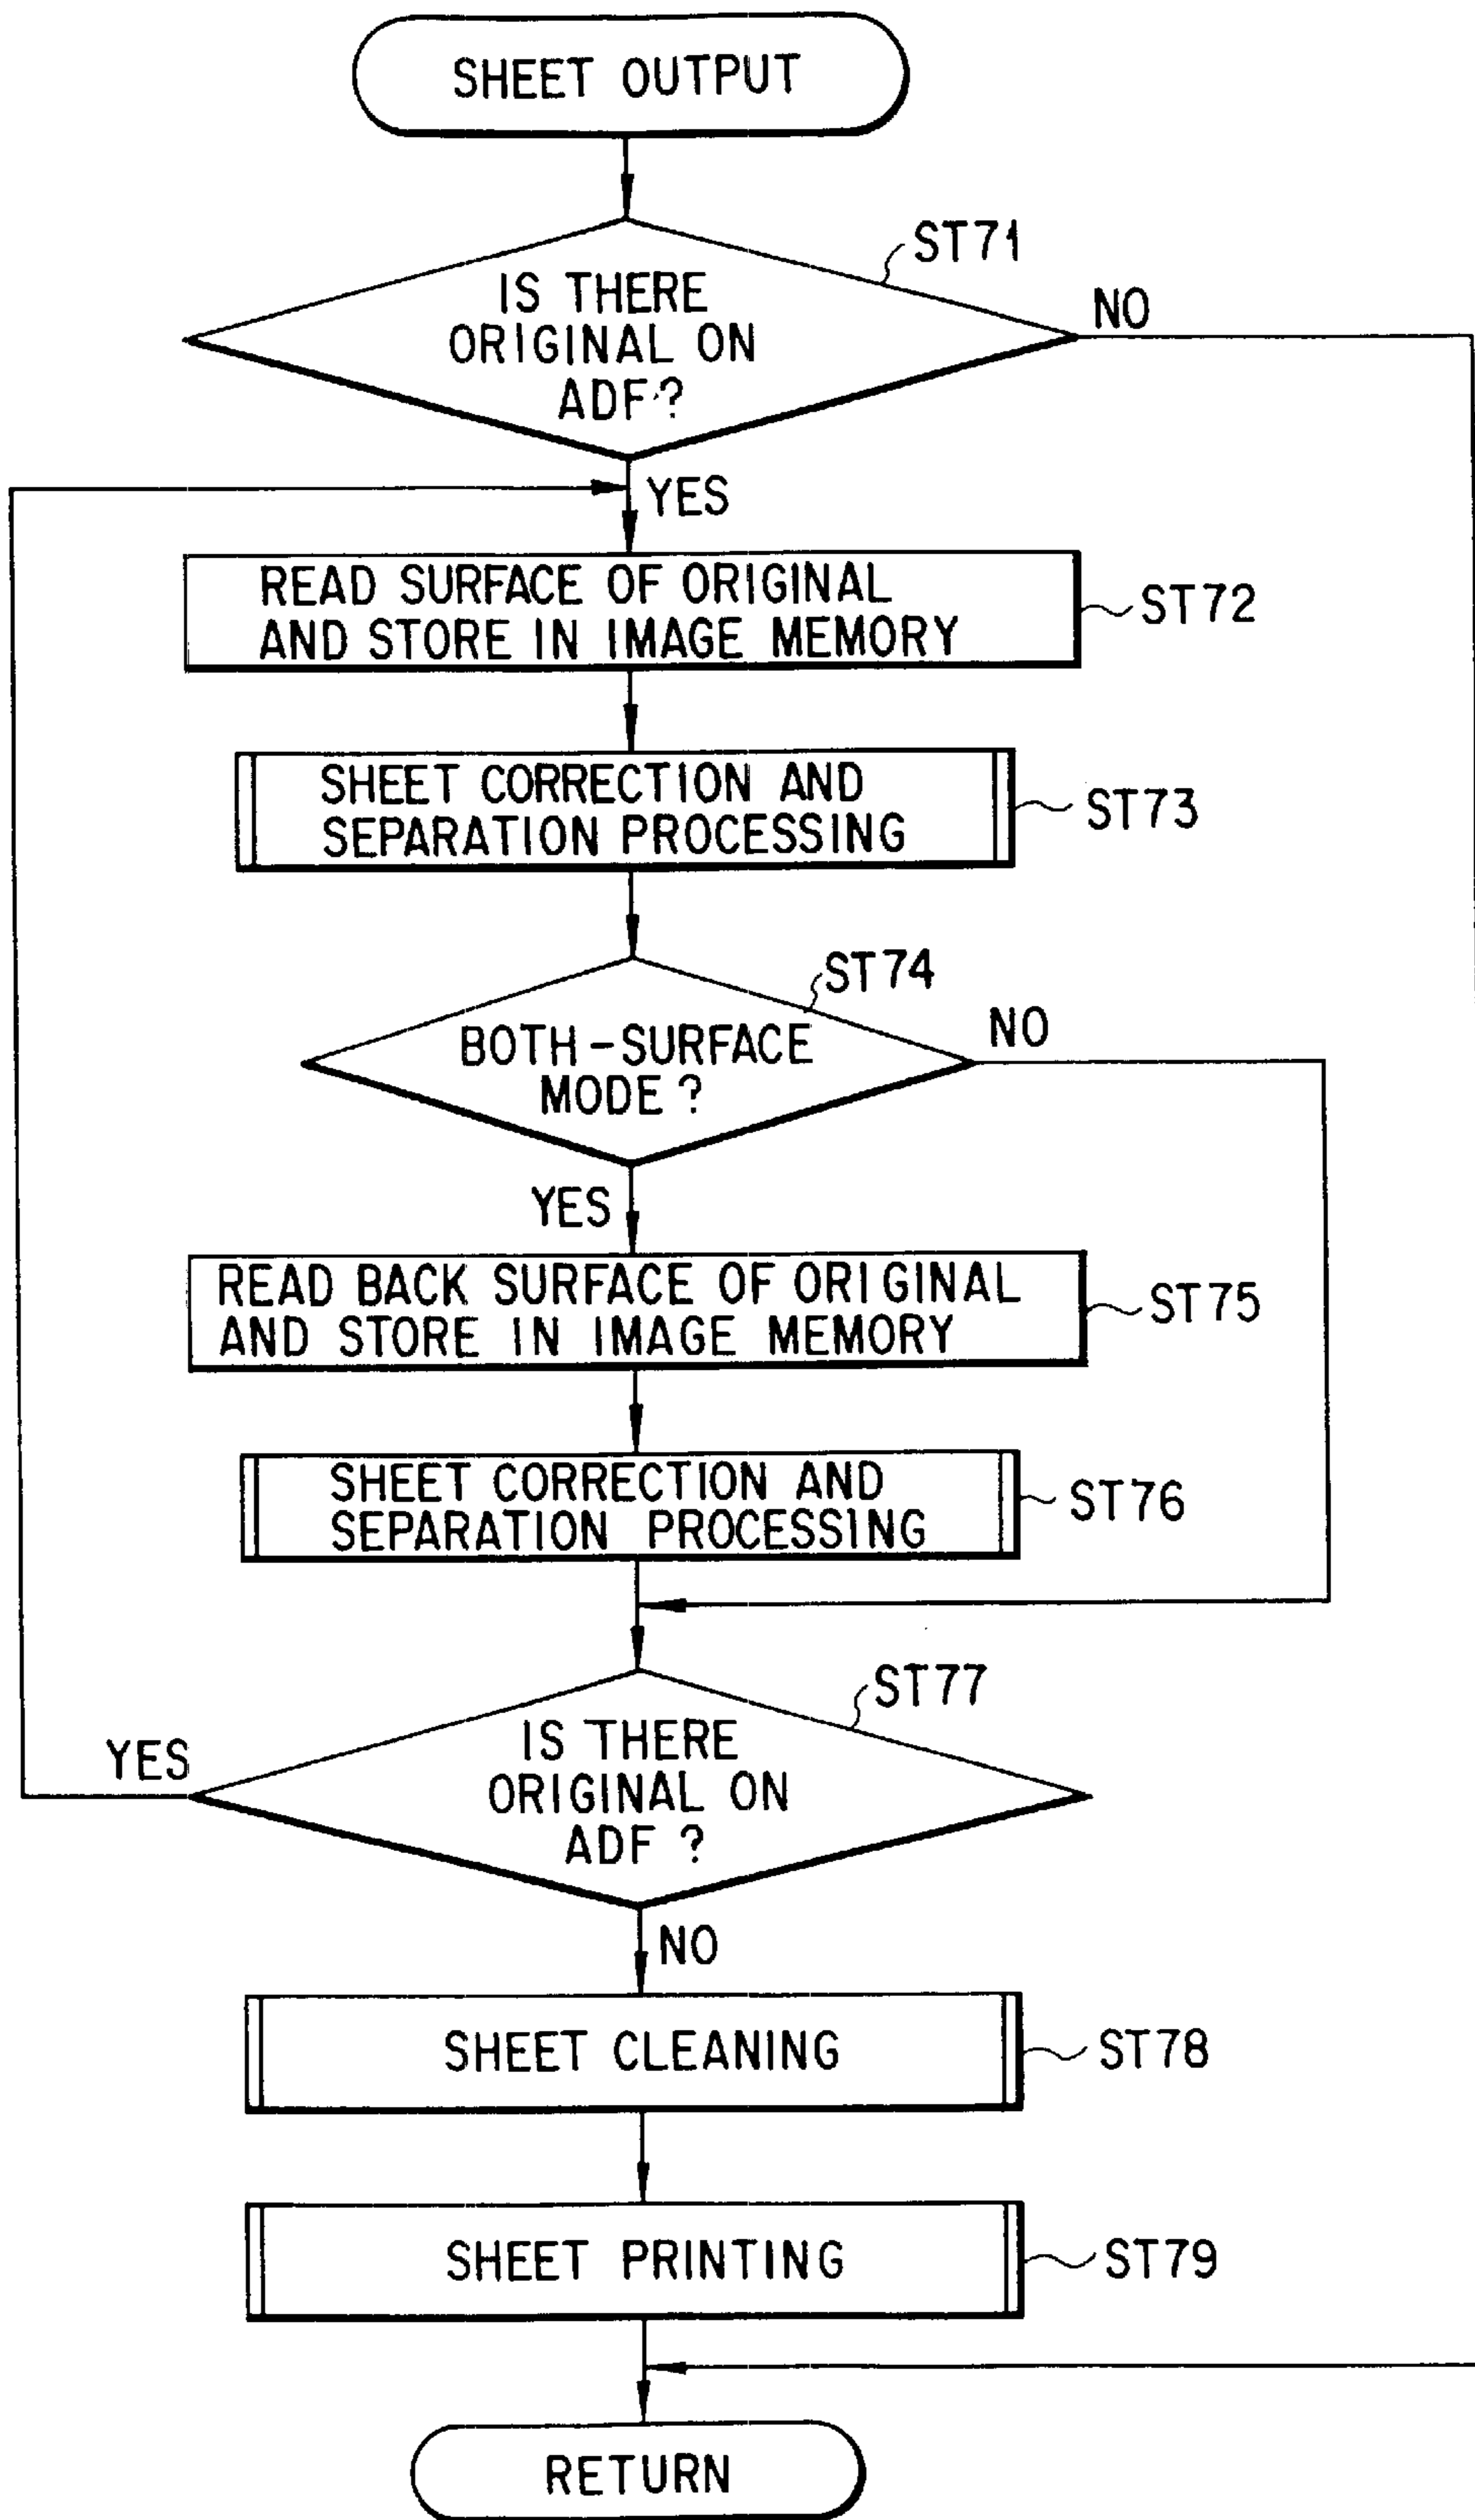 SHEET OUTPUT
ST71
IS THERE
ORIGINAL ON
ADF?
NO
YES
READ SURFACE OF ORIGINAL
AND STORE IN IMAGE MEMORY
ST72
SHEET CORRECTION AND
SEPARATION PROCESSING
ST73
ST74
BOTH-SURFACE
MODE?
NO
YES
READ BACK SURFACE OF ORIGINAL
AND STORE IN IMAGE MEMORY
ST75
SHEET CORRECTION AND
SEPARATION PROCESSING
ST76
ST77
IS THERE
ORIGINAL ON
ADF ?
YES
NO
SHEET CLEANING
ST78
SHEET PRINTING
ST79
RETURN